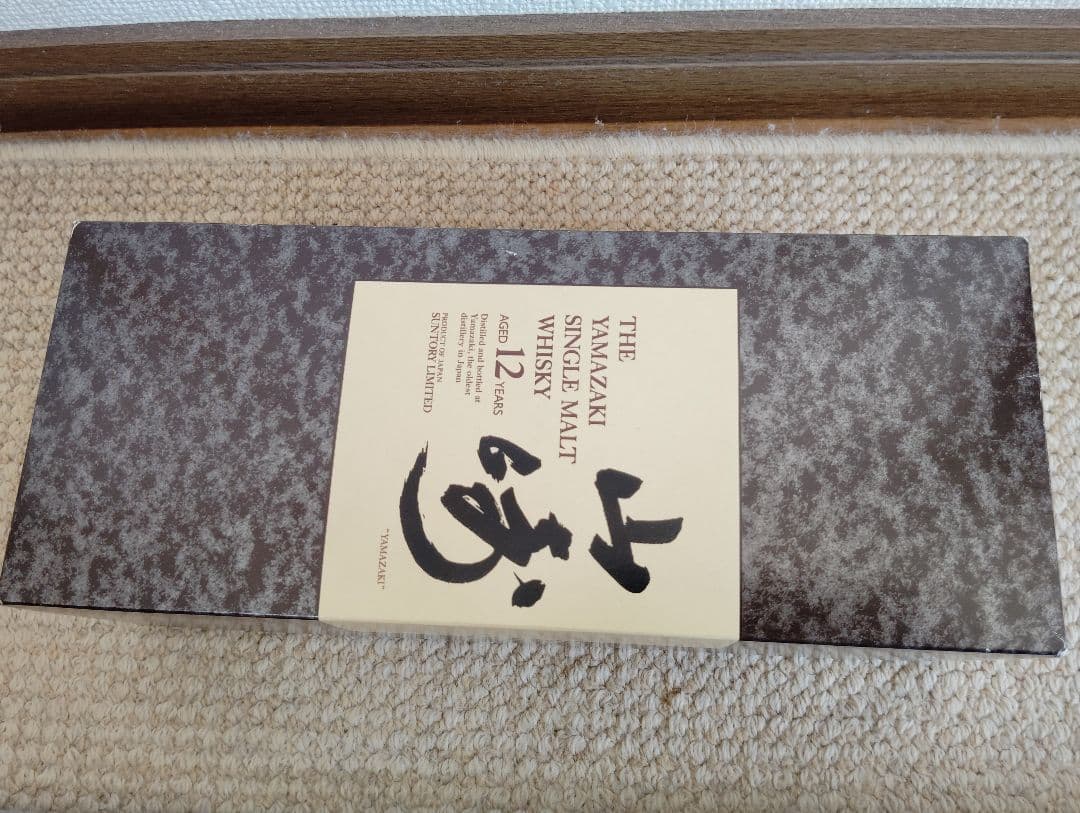 THE
YAMAZAKI
SINGLE MALT
WHISKY
AGED 12 YEARS
Distilled and bottled at
Yamazaki, the oldest
distillery in Japan
PRODUCT OF JAPAN
SUNTORY LIMITED
山崎
"YAMAZAKI"